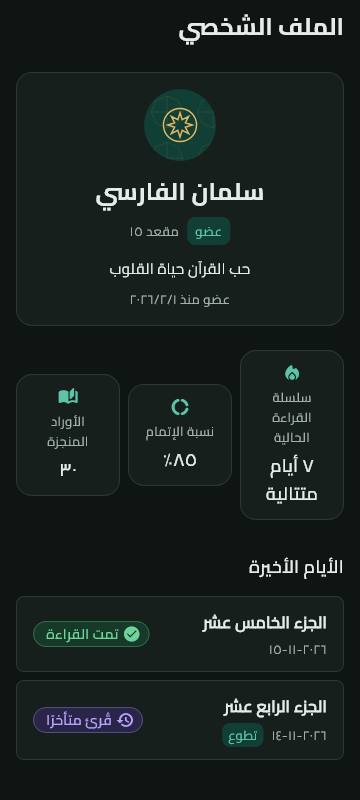 الملف الشخصي
سلمان الفارسي
عضو مقعد ١٥
حب القرآن حياة القلوب
عضو منذ ٢٠٢٦/٢/١
سلسلة
القراءة
الحالية
٧ أيام
متتالية
نسبة الإتمام
٨٥٪
الأوراد
المنجزة
٣٠
الأيام الأخيرة
الجزء الخامس عشر
٢٠٢٦-١١-١٥
تمت القراءة
الجزء الرابع عشر
٢٠٢٦-١١-١٤ تطوع
قُرئ متأخرًا